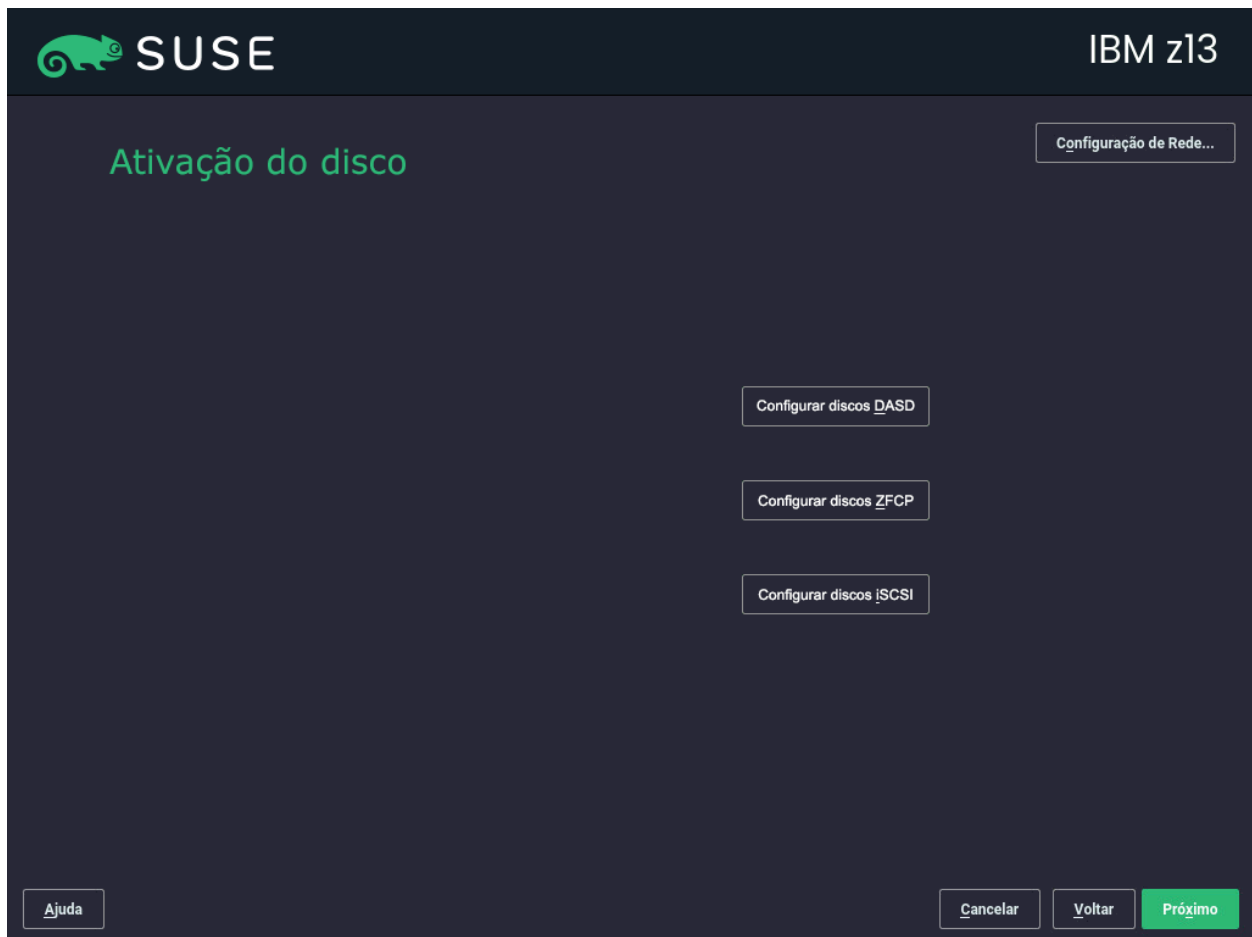 SUSE
IBM z13
Configuração de Rede...
Ativação do disco
Configurar discos DASD
Configurar discos ZFCP
Configurar discos iSCSI
Ajuda
Cancelar
Voltar
Próximo